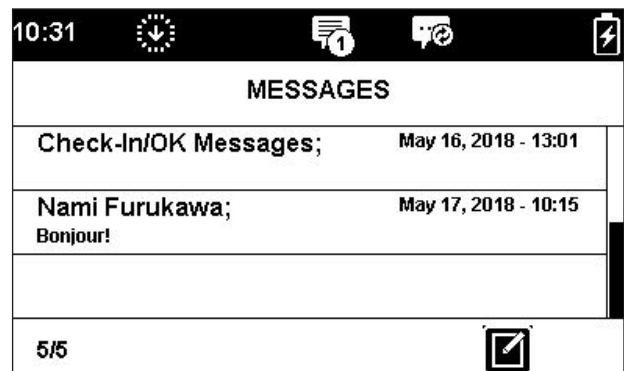 10:31
1
MESSAGES
Check-In/OK Messages; May 16, 2018 - 13:01
Nami Furukawa; May 17, 2018 - 10:15
Bonjour!
5/5